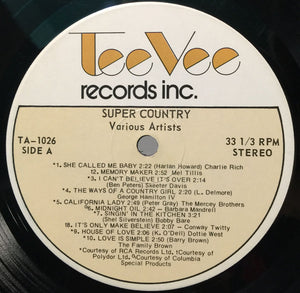 TeeVee
records inc.
SUPER COUNTRY
Various Artists
TA-1026
SIDE A
33 1/3 RPM
STEREO
*1. SHE CALLED ME BABY 2:22 (Harlan Howard) Charlie Rich
12. MEMORY MAKER 2:52 Mel Tillis
*3. I CAN'T BELIEVE IT'S OVER 2:14
(Ben Peters) Skeeter Davis
*4. THE WAYS OF A COUNTRY GIRL 2:20 (L. Delmore)
George Hamilton IV
*5. CALIFORNIA LADY 2:49 (Peter Gray) The Mercey Brothers
*6. MIDNIGHT OIL 2:42 - Barbara Mandrell
*7. SINGIN' IN THE KITCHEN 3:21
(Shel Silverstein) Bobby Bare
*8. IT'S ONLY MAKE BELIEVE 2:07 - Conway Twitty
*9. HOUSE OF LOVE 2:06 (K. O'Dell) Dottie West
*10. LOVE IS SIMPLE 2:50 (Barry Brown)
The Family Brown
*Courtesy of RCA Records Ltd, †Courtesy of
Polydor Ltd, °Courtesy of Columbia
Special Products